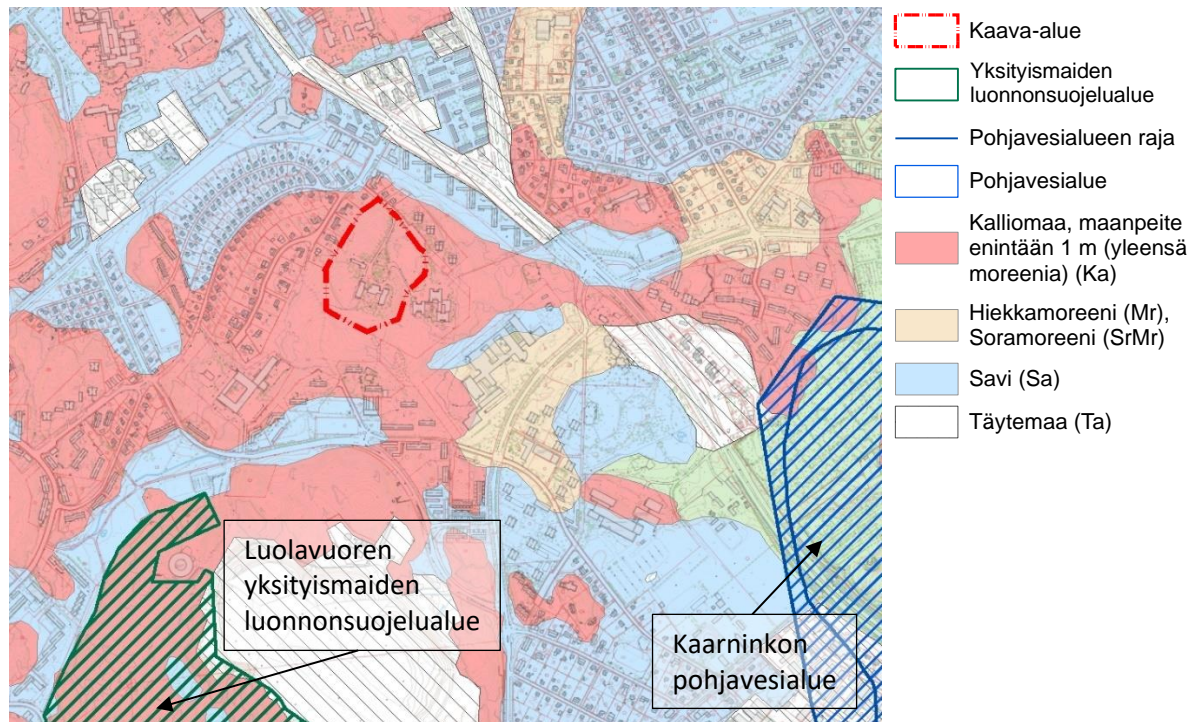 Luolavuoren
yksityismaiden
luonnonsuojelualue
Kaarninkon
pohjavesialue
Kaava-alue
Yksityismaiden
luonnonsuojelualue
Pohjavesialueen raja
Pohjavesialue
Kalliomaa, maanpeite
enintään 1 m (yleensä
moreenia) (Ka)
Hiekkamoreeni (Mr),
Soramoreeni (SrMr)
Savi (Sa)
Täytemaa (Ta)